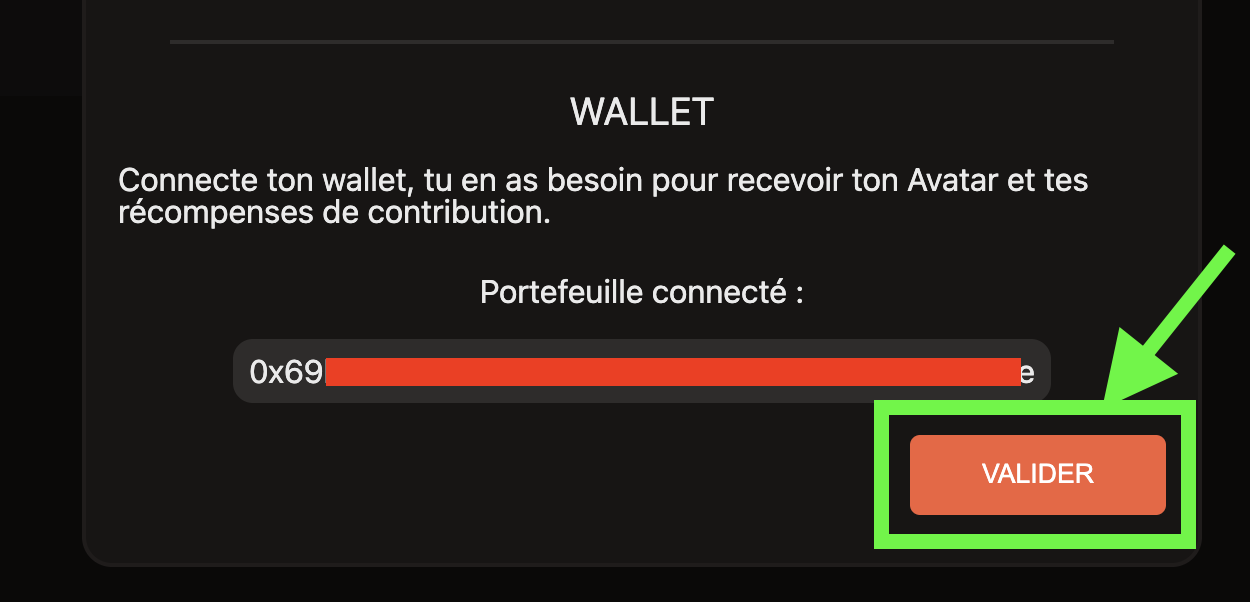 WALLET
Connecte ton wallet, tu en as besoin pour recevoir ton Avatar et tes
récompenses de contribution.
Portefeuille connecté :
0x69 e
VALIDER